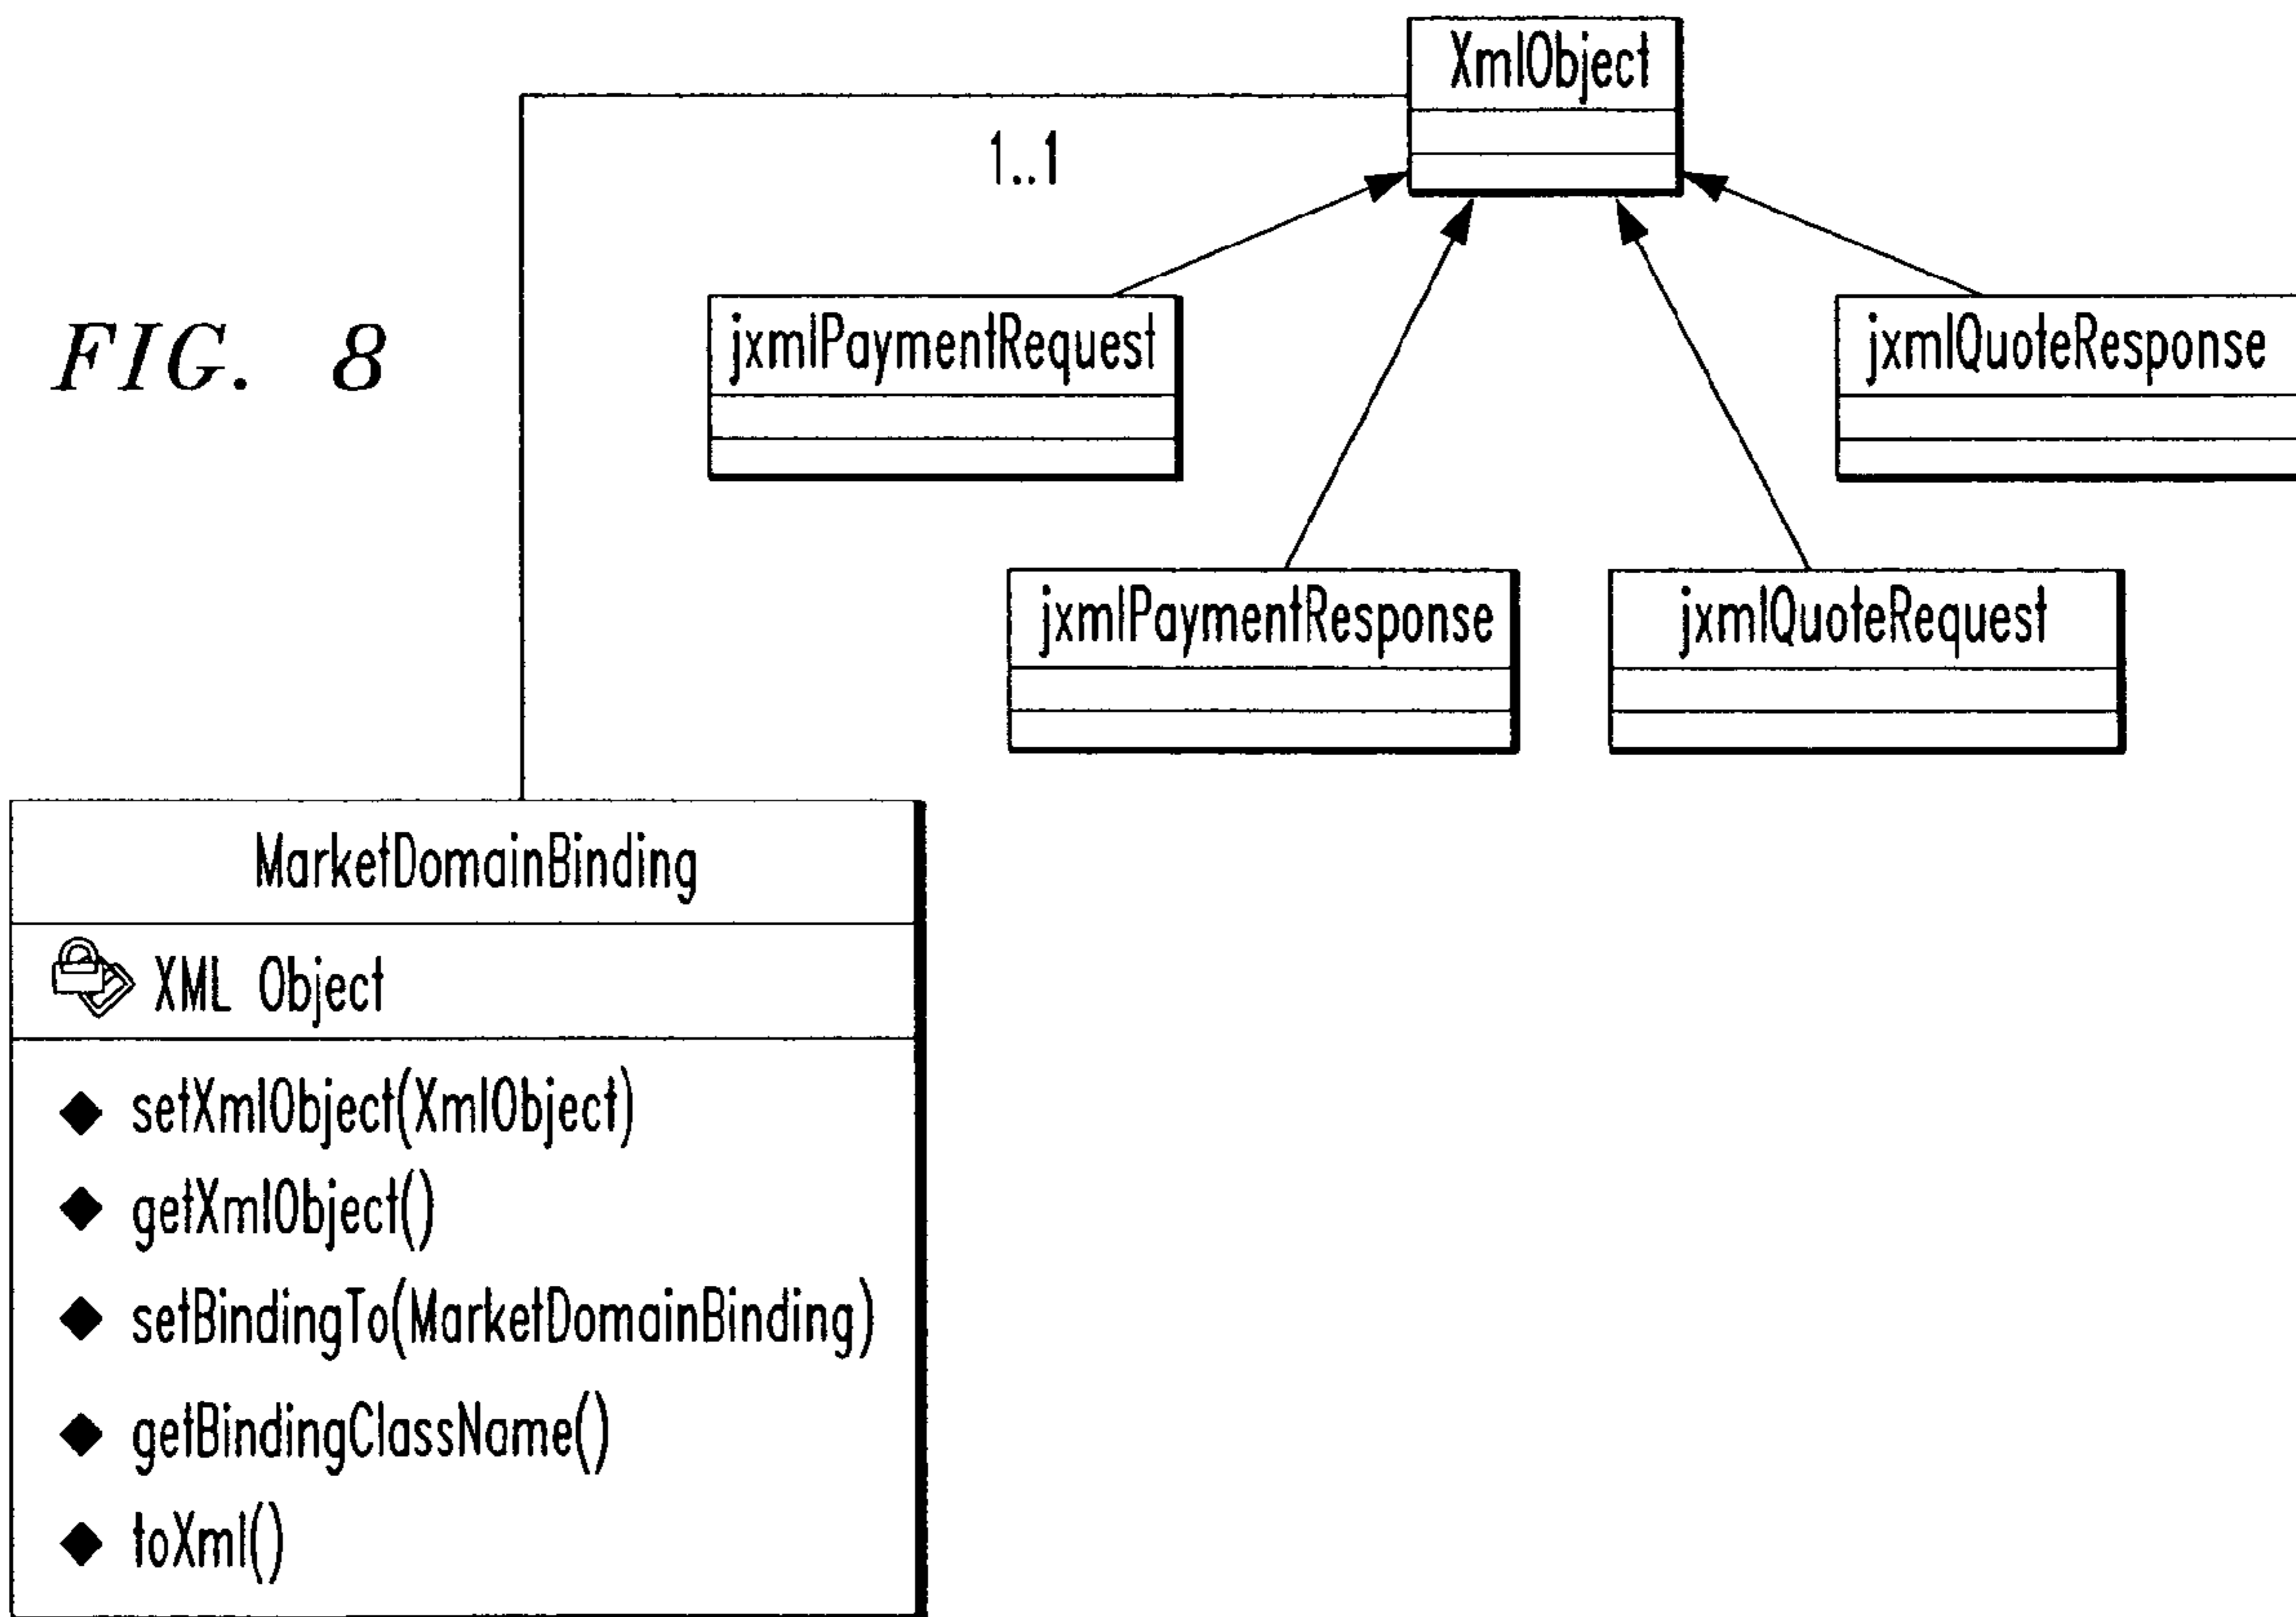 XmlObject
1..1
FIG. 8
jxmlPaymentRequest
jxmlQuoteResponse
jxmlPaymentResponse
jxmlQuoteRequest
MarketDomainBinding
XML Object
setXmlObject(XmlObject)
getXmlObject()
setBindingTo(MarketDomainBinding)
getBindingClassName()
toXml()